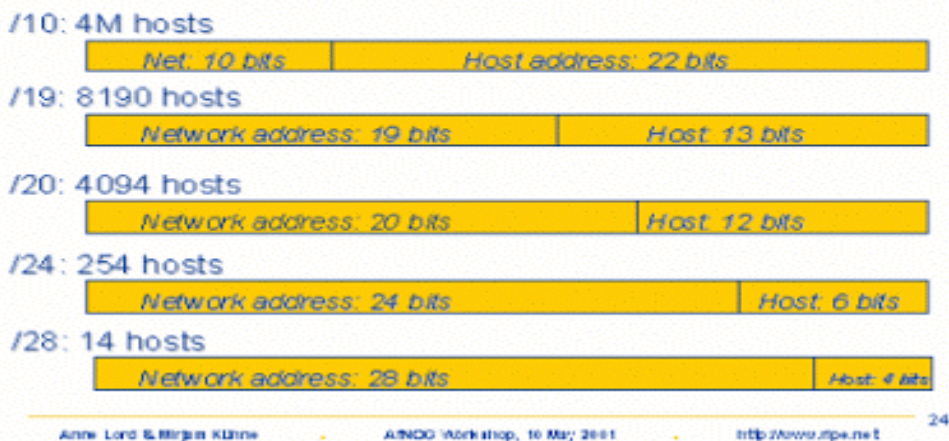 /10: 4M hosts
Net: 10 bits Host address: 22 bits
/19: 8190 hosts
Network address: 19 bits Host: 13 bits
/20: 4094 hosts
Network address: 20 bits Host: 12 bits
/24: 254 hosts
Network address: 24 bits Host: 6 bits
/28: 14 hosts
Network address: 28 bits Host: 4 bits
24
Anne Lord & Mirjam Kühne . AfNOG Workshop, 10 May 2001 . http://www.ripe.net